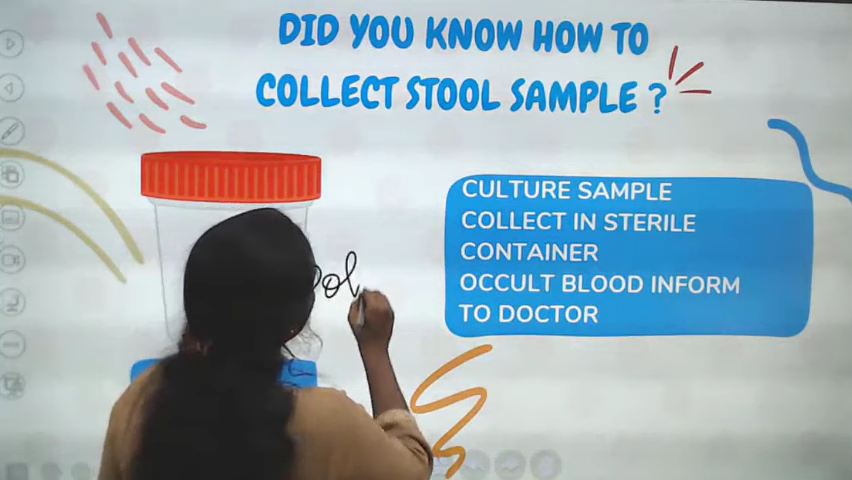 DID YOU KNOW HOW TO
COLLECT STOOL SAMPLE ?
CULTURE SAMPLE
COLLECT IN STERILE
CONTAINER
OCCULT BLOOD INFORM
TO DOCTOR